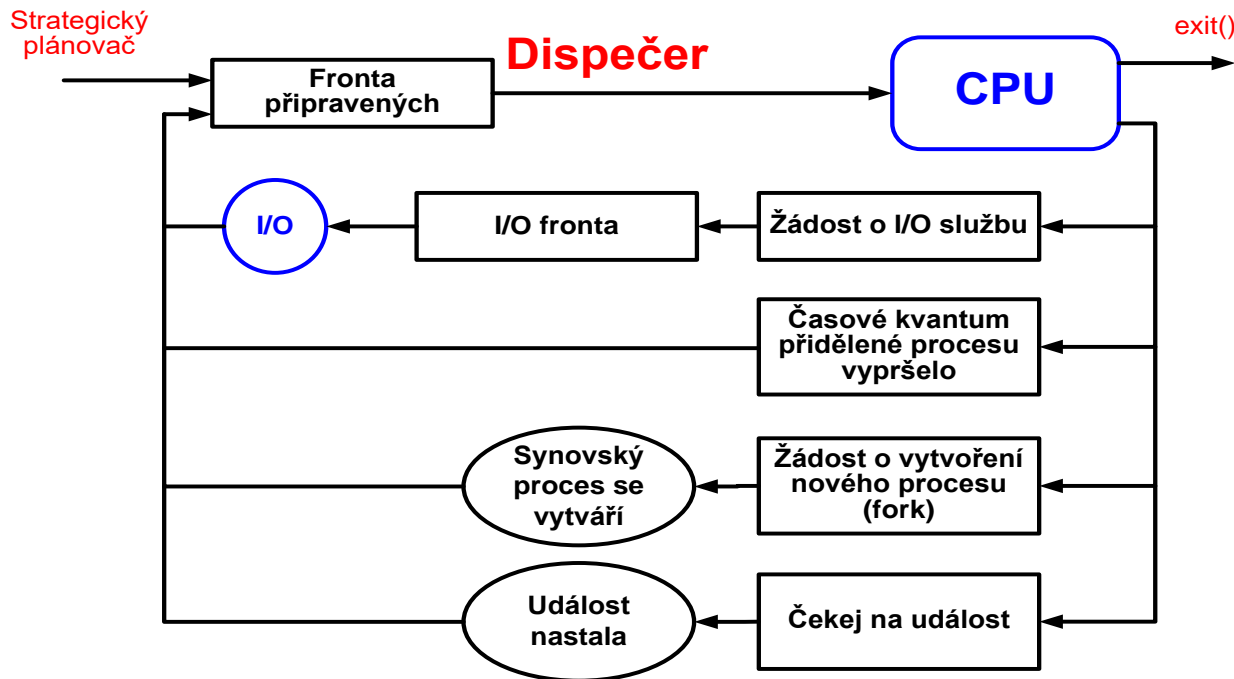 Strategický
plánovač
Fronta
připravených
Dispečer
CPU
exit()
I/O
I/O fronta
Žádost o I/O službu
Časové kvantum
přidělené procesu
vypršelo
Synovský
proces se
vytváří
Žádost o vytvoření
nového procesu
(fork)
Událost
nastala
Čekej na událost